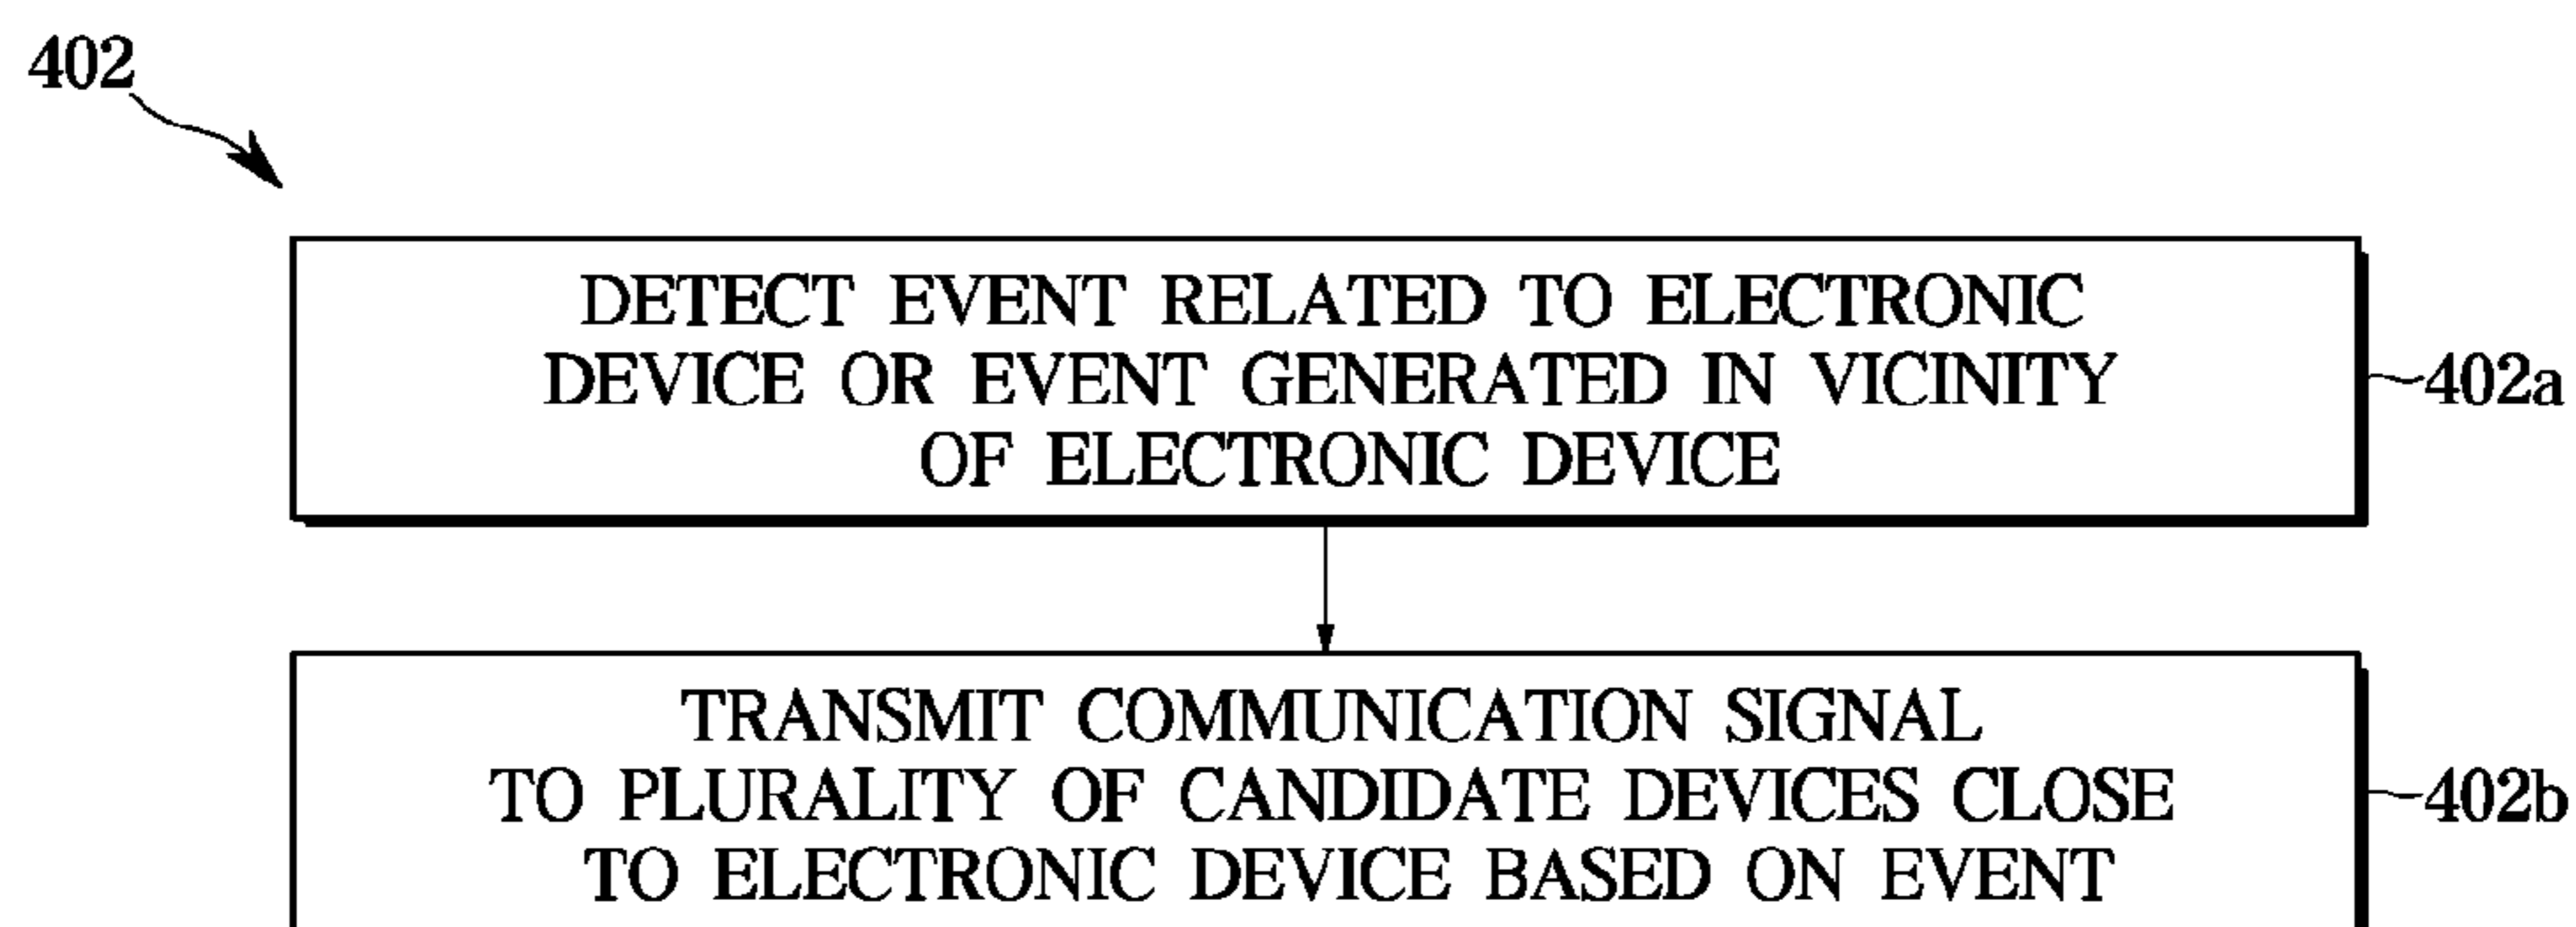 402
DETECT EVENT RELATED TO ELECTRONIC
DEVICE OR EVENT GENERATED IN VICINITY
OF ELECTRONIC DEVICE
402a
TRANSMIT COMMUNICATION SIGNAL
TO PLURALITY OF CANDIDATE DEVICES CLOSE
TO ELECTRONIC DEVICE BASED ON EVENT
402b